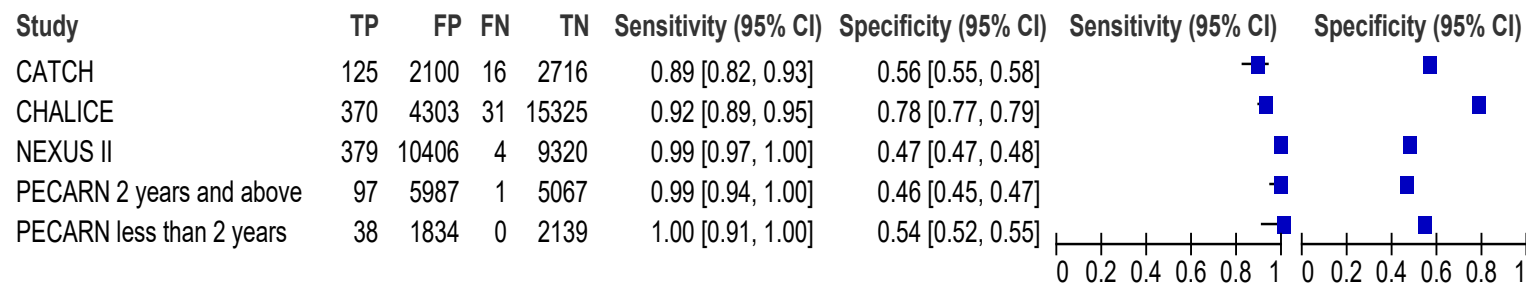 Study TP FP FN TN Sensitivity (95% CI) Specificity (95% CI) Sensitivity (95% CI) Specificity (95% CI)
CATCH 125 2100 16 2716 0.89 [0.82, 0.93] 0.56 [0.55, 0.58]
CHALICE 370 4303 31 15325 0.92 [0.89, 0.95] 0.78 [0.77, 0.79]
NEXUS II 379 10406 4 9320 0.99 [0.97, 1.00] 0.47 [0.47, 0.48]
PECARN 2 years and above 97 5987 1 5067 0.99 [0.94, 1.00] 0.46 [0.45, 0.47]
PECARN less than 2 years 38 1834 0 2139 1.00 [0.91, 1.00] 0.54 [0.52, 0.55]
0 0.2 0.4 0.6 0.8 1 0 0.2 0.4 0.6 0.8 1